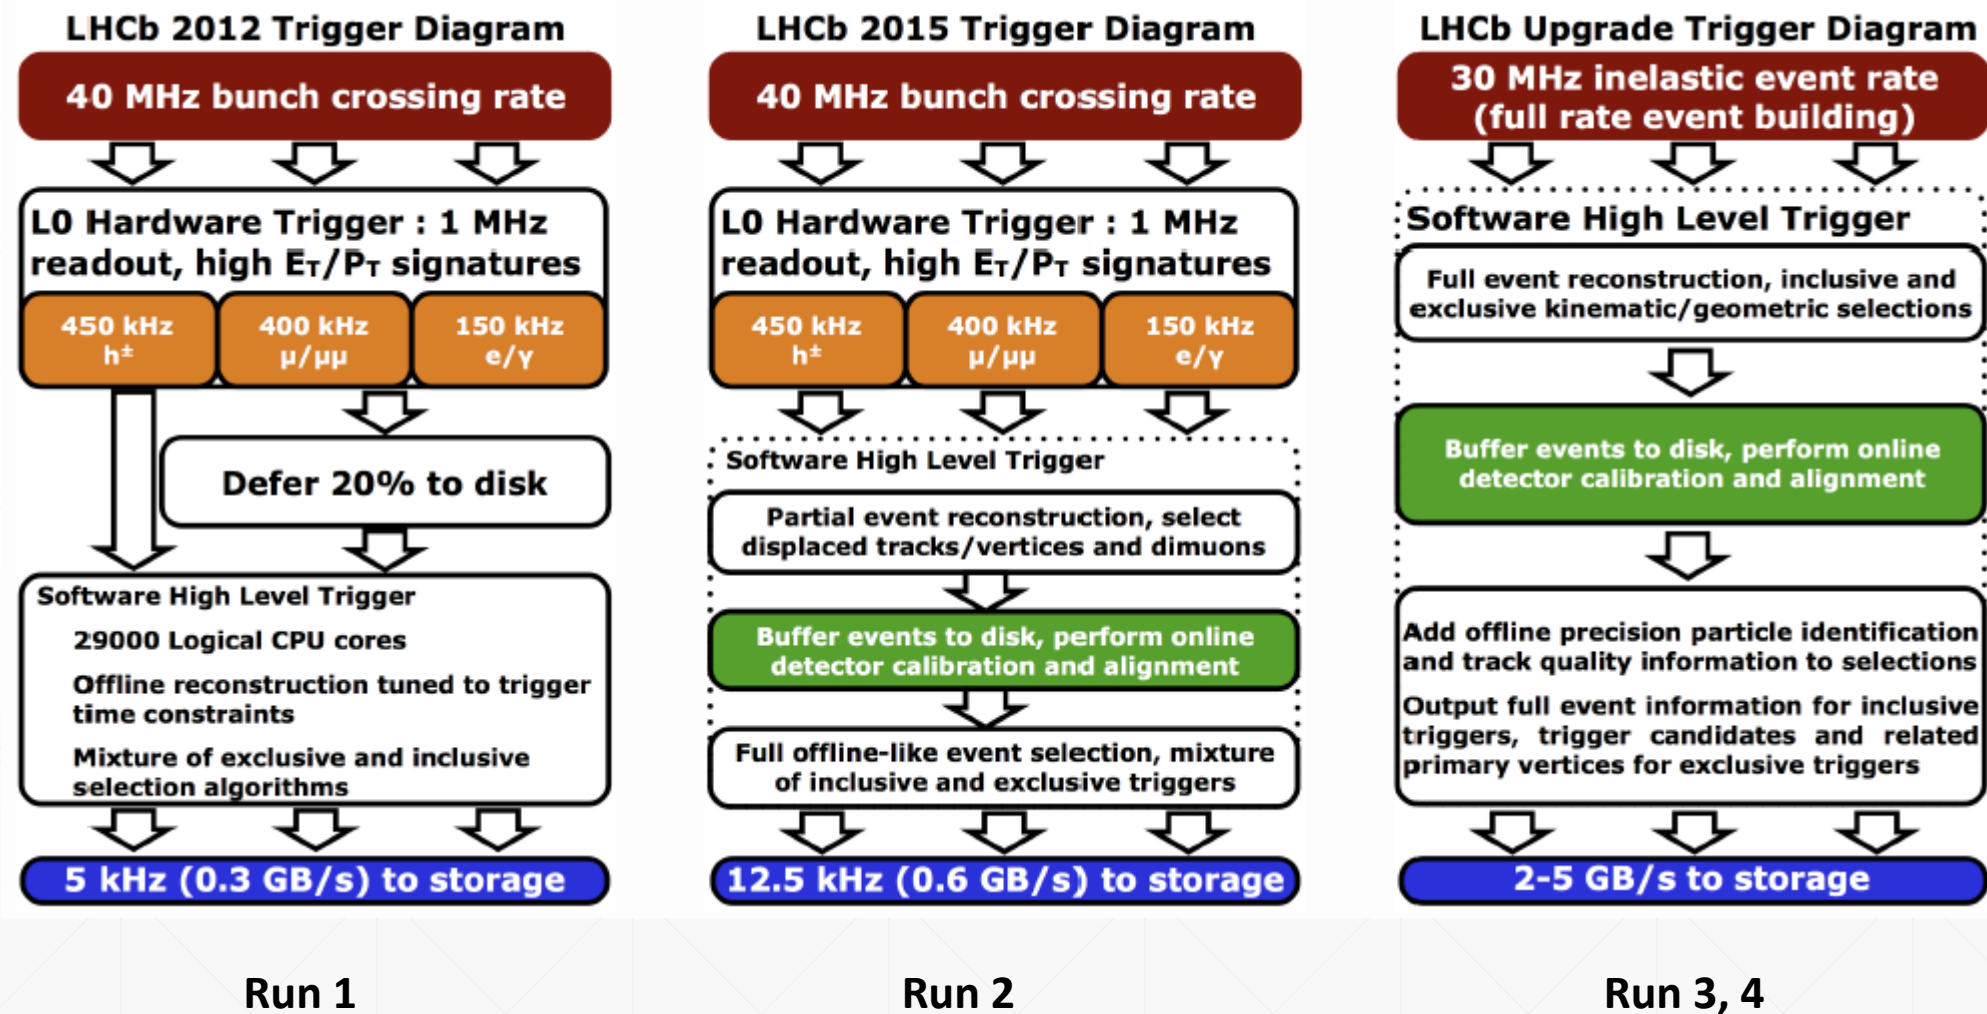 LHCb 2012 Trigger Diagram
40 MHz bunch crossing rate
L0 Hardware Trigger : 1 MHz
readout, high ET/PT signatures
450 kHz
h±
400 kHz
μ/μμ
150 kHz
e/γ
Defer 20% to disk
Software High Level Trigger
29000 Logical CPU cores
Offline reconstruction tuned to trigger
time constraints
Mixture of exclusive and inclusive
selection algorithms
5 kHz (0.3 GB/s) to storage
Run 1
LHCb 2015 Trigger Diagram
40 MHz bunch crossing rate
L0 Hardware Trigger : 1 MHz
readout, high ET/PT signatures
450 kHz
h±
400 kHz
μ/μμ
150 kHz
e/γ
Software High Level Trigger
Partial event reconstruction, select
displaced tracks/vertices and dimuons
Buffer events to disk, perform online
detector calibration and alignment
Full offline-like event selection, mixture
of inclusive and exclusive triggers
12.5 kHz (0.6 GB/s) to storage
Run 2
LHCb Upgrade Trigger Diagram
30 MHz inelastic event rate
(full rate event building)
Software High Level Trigger
Full event reconstruction, inclusive and
exclusive kinematic/geometric selections
Buffer events to disk, perform online
detector calibration and alignment
Add offline precision particle identification
and track quality information to selections
Output full event information for inclusive
triggers, trigger candidates and related
primary vertices for exclusive triggers
2-5 GB/s to storage
Run 3, 4